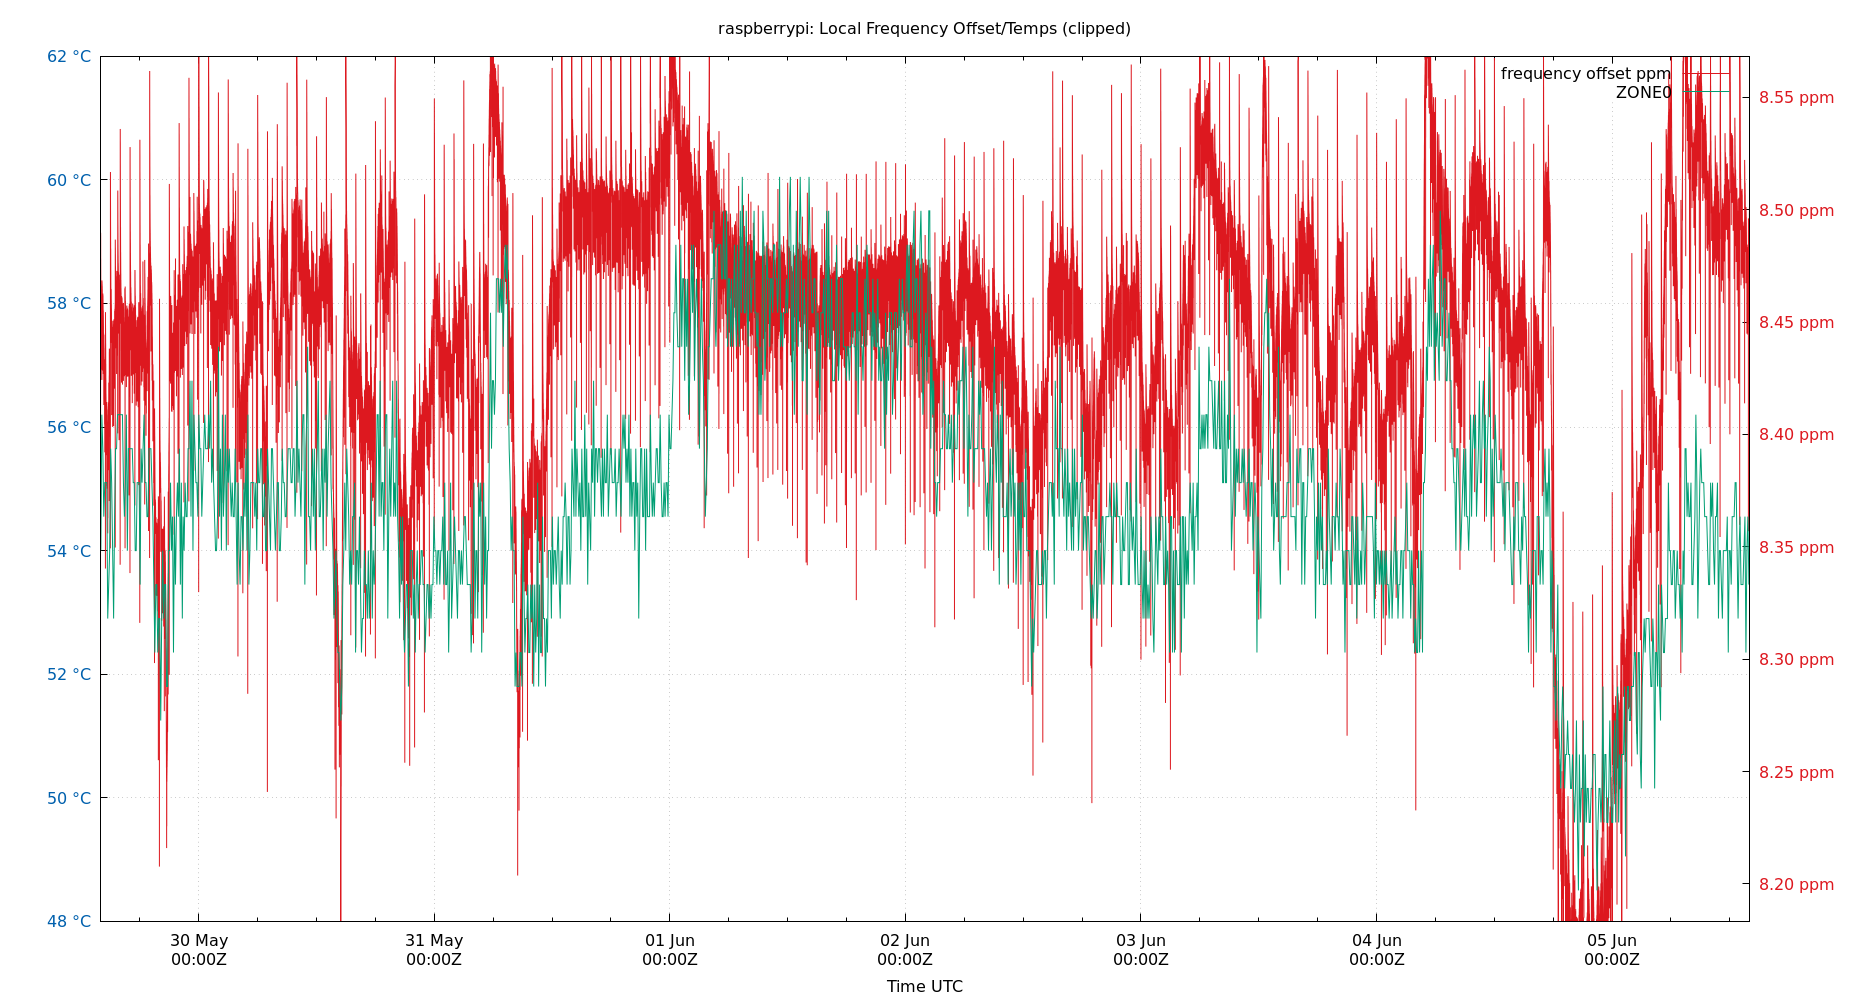 raspberrypi: Local Frequency Offset/Temps (clipped)
62 °C
60 °C
58 °C
56 °C
54 °C
52 °C
50 °C
48 °C
frequency offset ppm
ZONE0
8.55 ppm
8.50 ppm
8.45 ppm
8.40 ppm
8.35 ppm
8.30 ppm
8.25 ppm
8.20 ppm
30 May
00:00Z
31 May
00:00Z
01 Jun
00:00Z
02 Jun
00:00Z
03 Jun
00:00Z
04 Jun
00:00Z
05 Jun
00:00Z
Time UTC